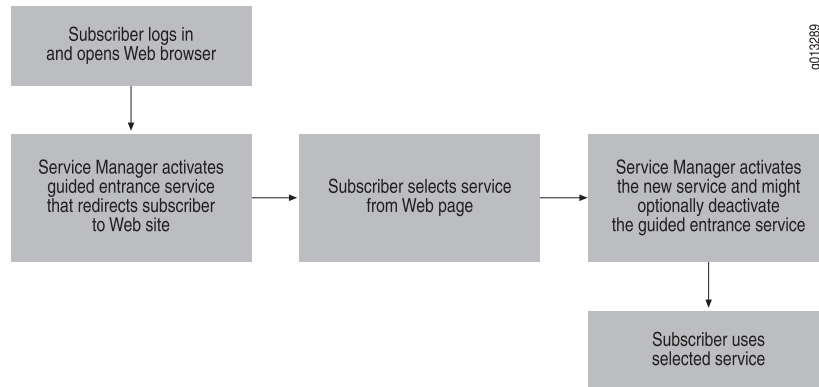 Subscriber logs in
and opens Web browser
g013289
Service Manager activates
guided entrance service
that redirects subscriber
to Web site
Subscriber selects service
from Web page
Service Manager activates
the new service and might
optionally deactivate
the guided entrance service
Subscriber uses
selected service